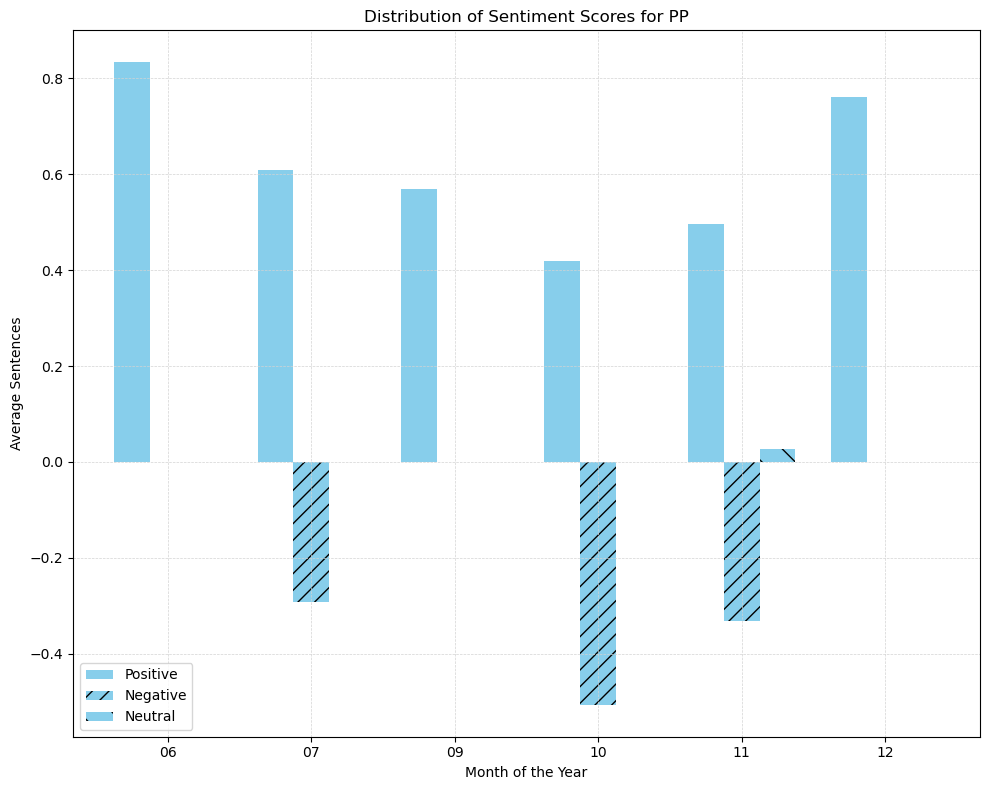 Distribution of Sentiment Scores for PP
Average Sentences
0.8
0.6
0.4
0.2
0.0
−0.2
−0.4
Positive
Negative
Neutral
06 07 09 10 11 12
Month of the Year